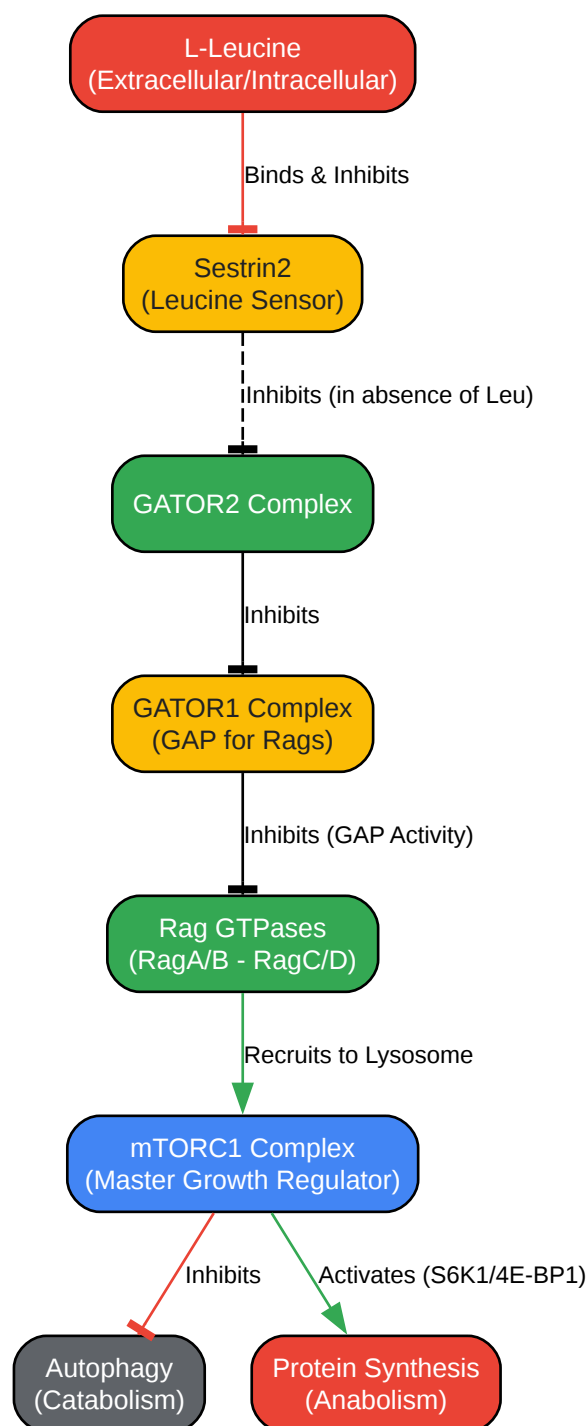 L-Leucine
(Extracellular/Intracellular)
Binds & Inhibits
Sestrin2
(Leucine Sensor)
Inhibits (in absence of Leu)
GATOR2 Complex
Inhibits
GATOR1 Complex
(GAP for Rags)
Inhibits (GAP Activity)
Rag GTPases
(RagA/B - RagC/D)
Recruits to Lysosome
mTORC1 Complex
(Master Growth Regulator)
Inhibits
Activates (S6K1/4E-BP1)
Autophagy
(Catabolism)
Protein Synthesis
(Anabolism)